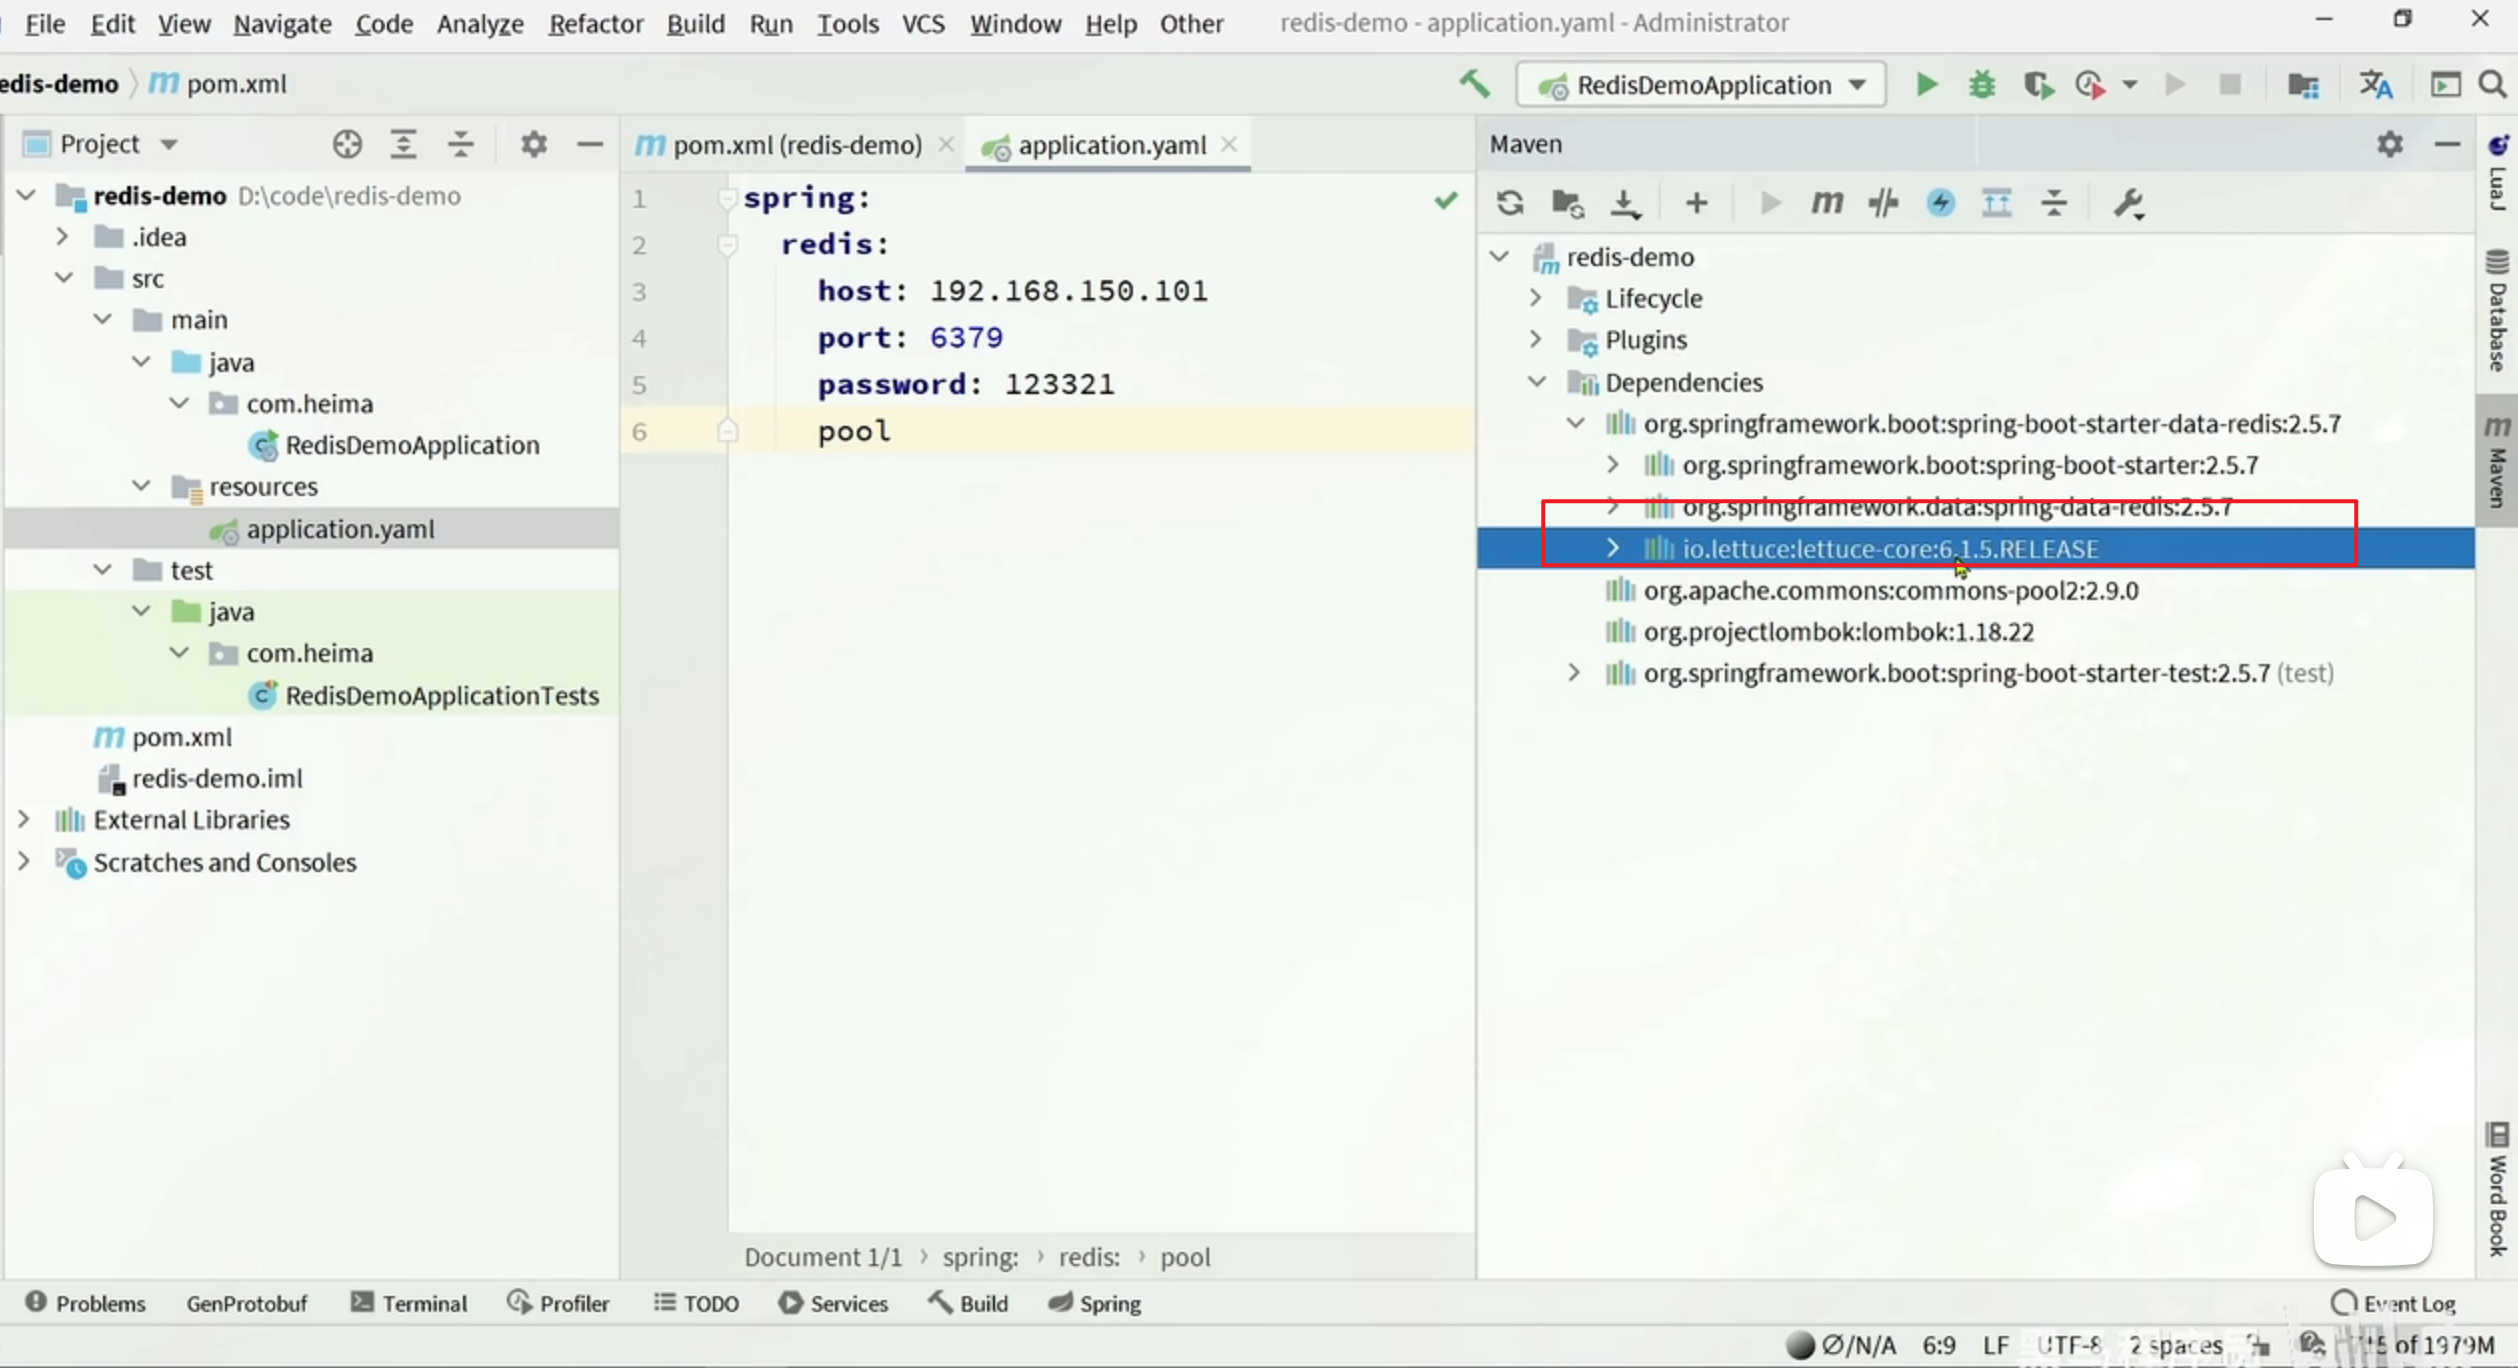 File Edit View Navigate Code Analyze Refactor Build Run Tools VCS Window Help Other redis-demo - application.yaml - Administrator
edis-demo pom.xml RedisDemoApplication
Project
redis-demo D:\code\redis-demo
.idea
src
main
java
com.heima
RedisDemoApplication
resources
application.yaml
test
java
com.heima
RedisDemoApplicationTests
pom.xml
redis-demo.iml
External Libraries
Scratches and Consoles
pom.xml (redis-demo) application.yaml
1 spring:
2 redis:
3 host: 192.168.150.101
4 port: 6379
5 password: 123321
6 pool
Document 1/1 › spring: › redis: › pool
Maven
redis-demo
Lifecycle
Plugins
Dependencies
org.springframework.boot:spring-boot-starter-data-redis:2.5.7
org.springframework.boot:spring-boot-starter:2.5.7
org.springframework.data:spring-data-redis:2.5.7
io.lettuce:lettuce-core:6.1.5.RELEASE
org.apache.commons:commons-pool2:2.9.0
org.projectlombok:lombok:1.18.22
org.springframework.boot:spring-boot-starter-test:2.5.7 (test)
LuaJ
Database
Maven
Word Book
Problems GenProtobuf Terminal Profiler TODO Services Build Spring Event Log
Ø/N/A 6:9 LF UTF-8 2 spaces of 1979M